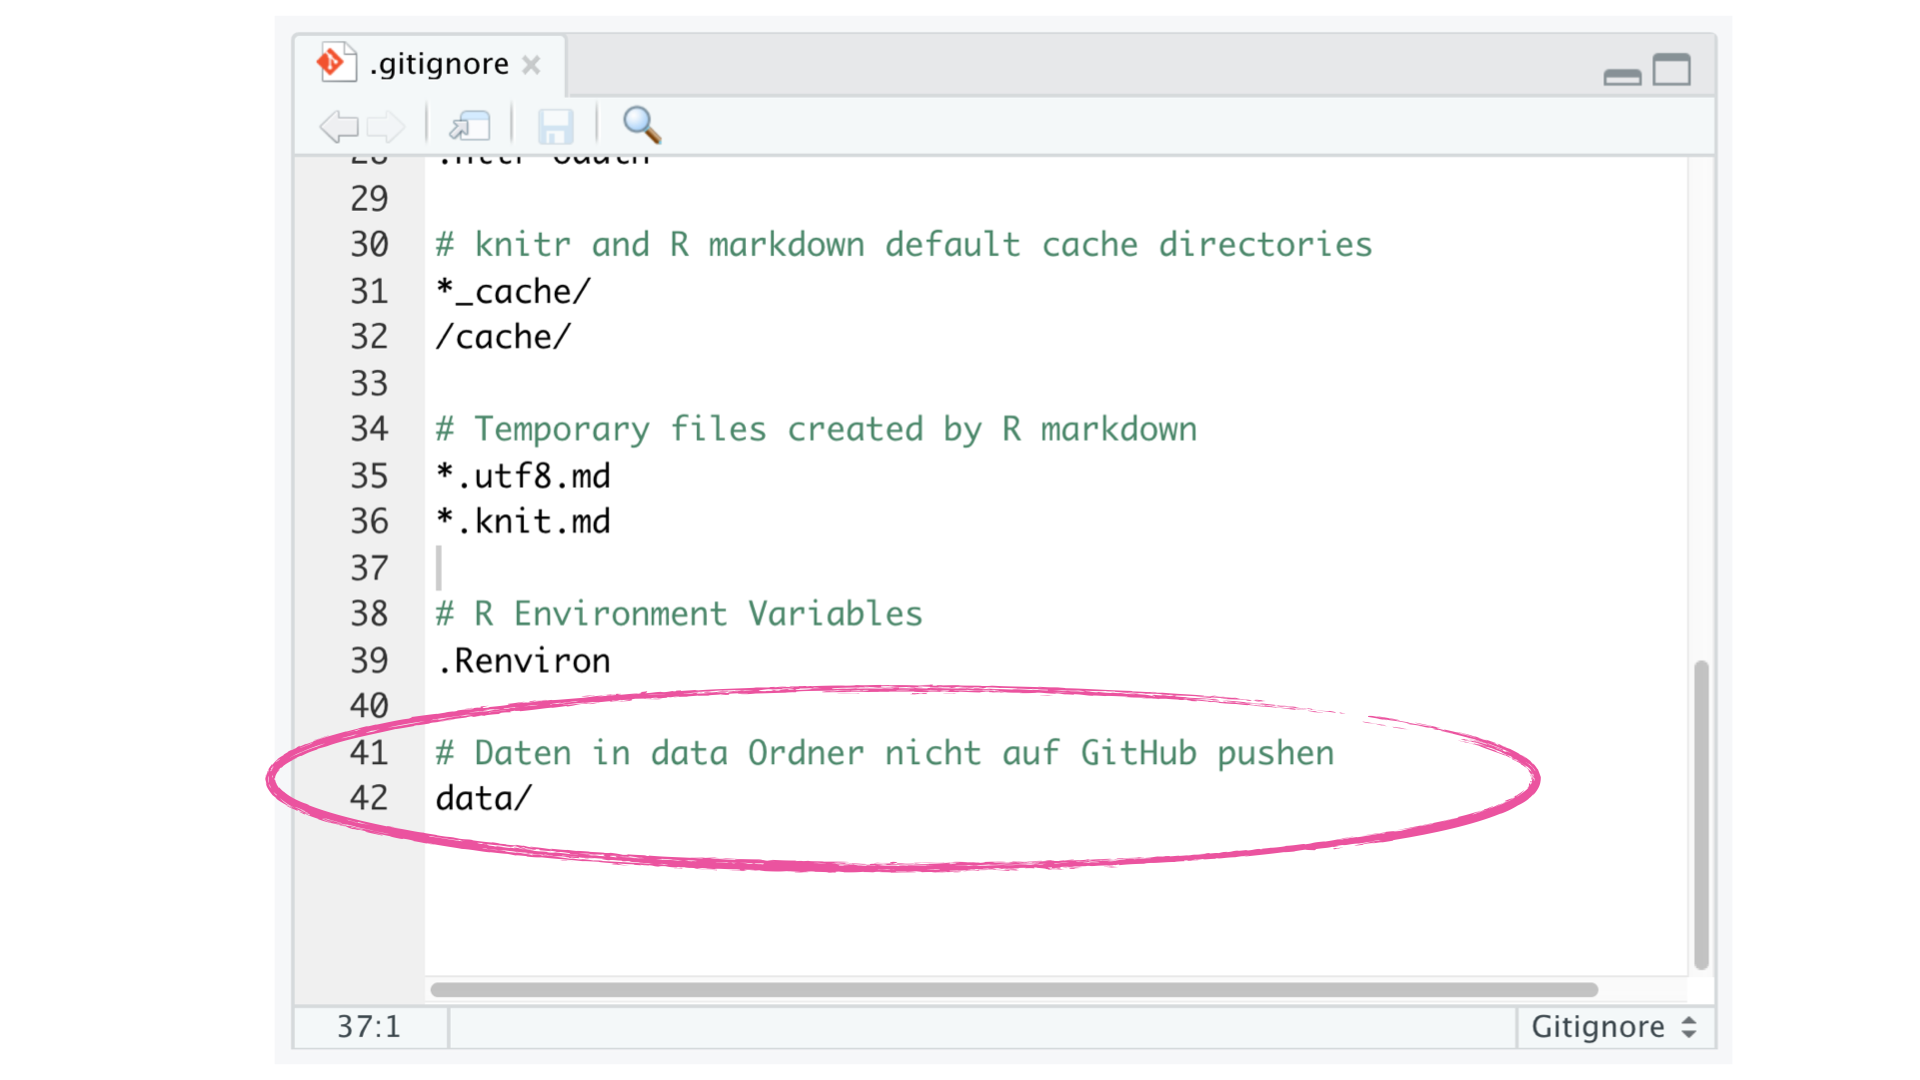 .gitignore
29
30 # knitr and R markdown default cache directories
31 *_cache/
32 /cache/
33
34 # Temporary files created by R markdown
35 *.utf8.md
36 *.knit.md
37
38 # R Environment Variables
39 .Renviron
40
41 # Daten in data Ordner nicht auf GitHub pushen
42 data/
37:1 Gitignore